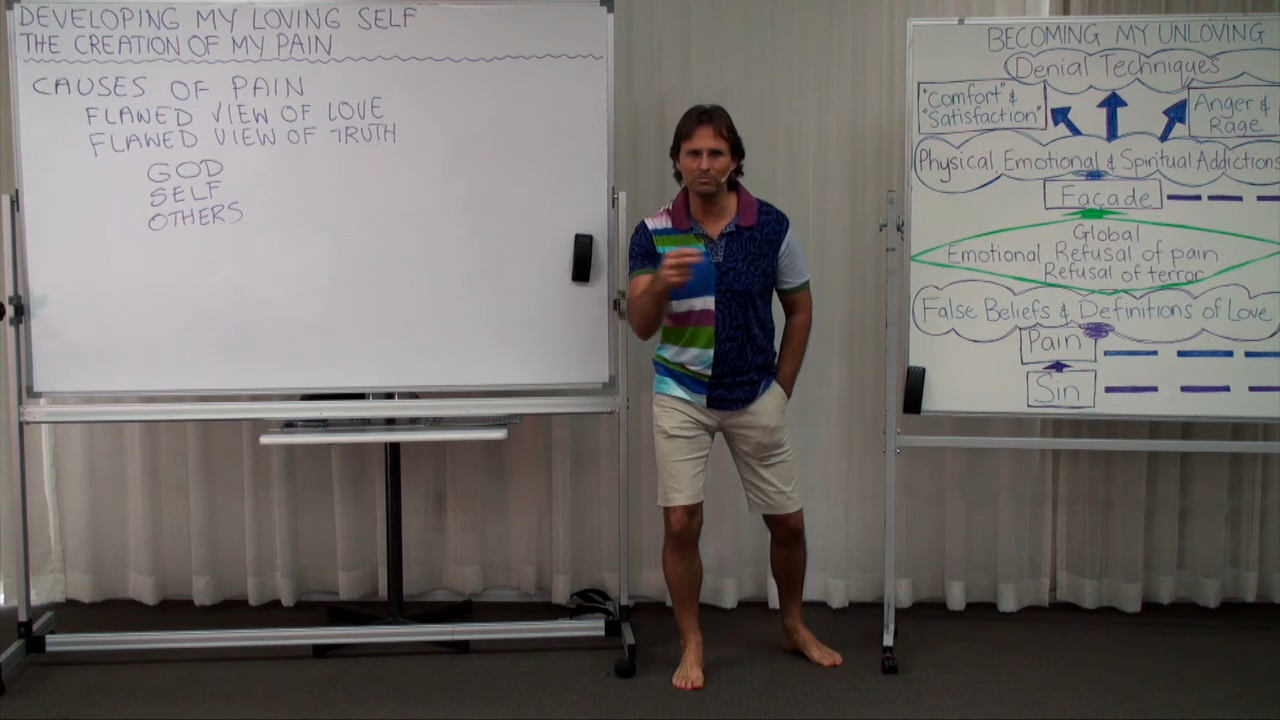 DEVELOPING MY LOVING SELF
THE CREATION OF MY PAIN
CAUSES OF PAIN
FLAWED VIEW OF LOVE
FLAWED VIEW OF TRUTH
GOD
SELF
OTHERS
BECOMING MY UNLOVING
Denial Techniques
"Comfort" &
"Satisfaction"
Anger &
Rage
Physical, Emotional & Spiritual Addictions
Façade
Global
Emotional Refusal of pain
Refusal of terror
False Beliefs & Definitions of Love
Pain
Sin